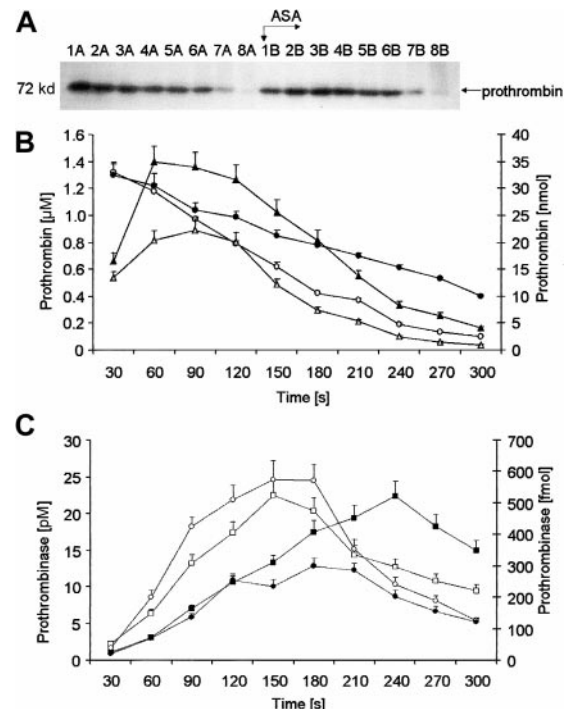 A
ASA
1A 2A 3A 4A 5A 6A 7A 8A 1B 2B 3B 4B 5B 6B 7B 8B
72 kd
prothrombin
B
Prothrombin [µM]
1.6
1.4
1.2
1.0
0.8
0.6
0.4
0.2
0
Prothrombin [nmol]
40
35
30
25
20
15
10
5
0
30 60 90 120 150 180 210 240 270 300
Time [s]
C
Prothrombinase [pM]
30
25
20
15
10
5
0
Prothrombinase [fmol]
700
600
500
400
300
200
100
0
30 60 90 120 150 180 210 240 270 300
Time [s]